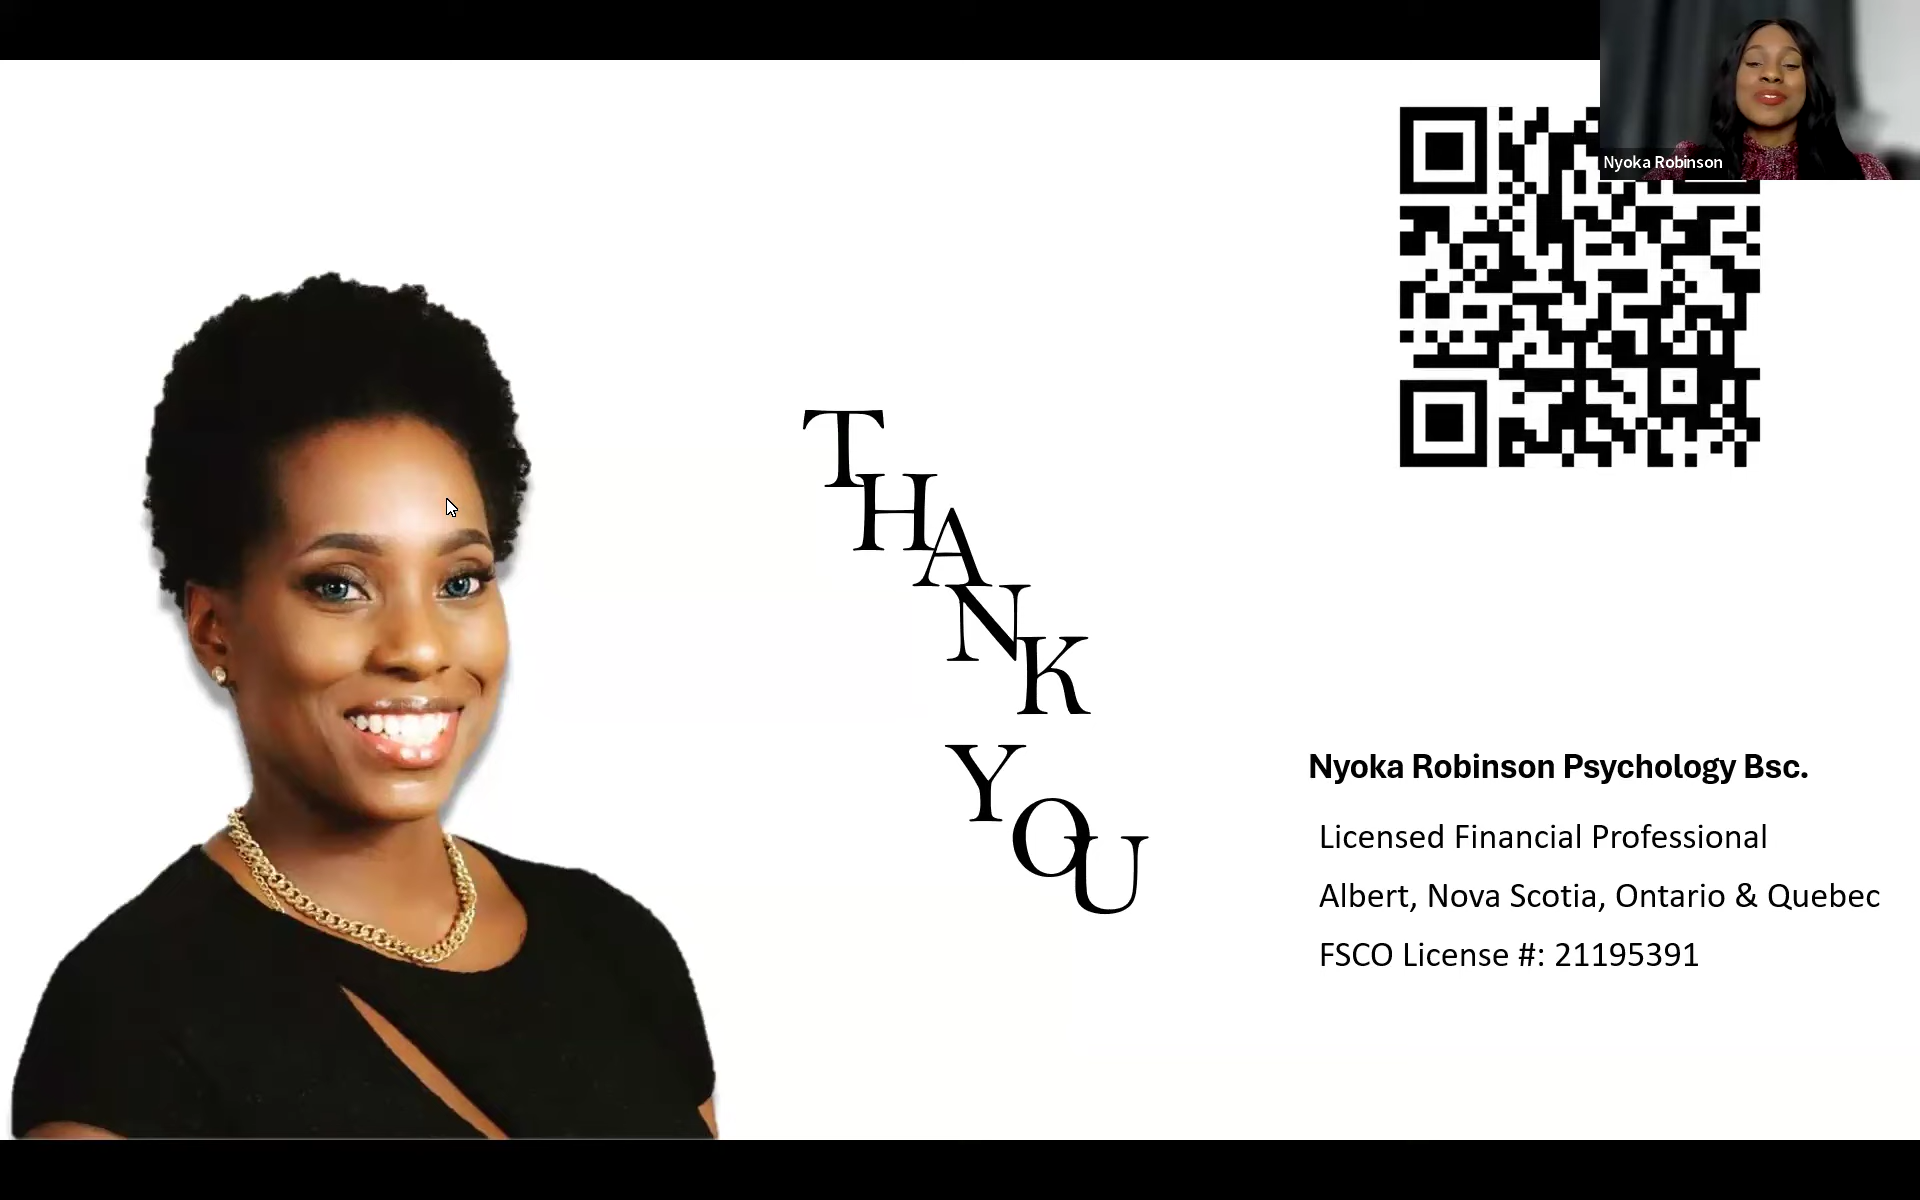 Nyoka Robinson
THANK
YOU
Nyoka Robinson Psychology Bsc.
Licensed Financial Professional
Albert, Nova Scotia, Ontario & Quebec
FSCO License #: 21195391